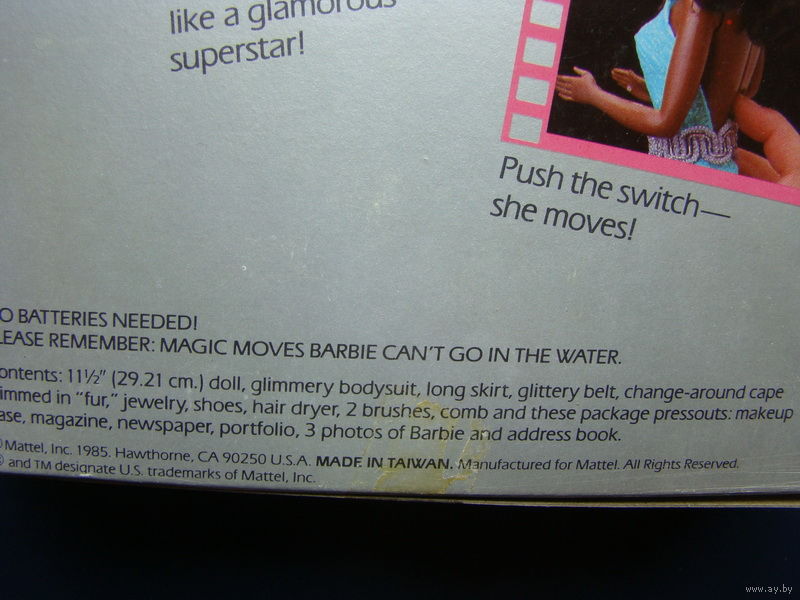 like a glamorous
superstar!
Push the switch—
she moves!
O BATTERIES NEEDED!
LEASE REMEMBER: MAGIC MOVES BARBIE CAN'T GO IN THE WATER.
ontents: 11½" (29.21 cm.) doll, glimmery bodysuit, long skirt, glittery belt, change-around cape
immed in "fur," jewelry, shoes, hair dryer, 2 brushes, comb and these package pressouts: makeup
ase, magazine, newspaper, portfolio, 3 photos of Barbie and address book.
© Mattel, Inc. 1985. Hawthorne, CA 90250 U.S.A. MADE IN TAIWAN. Manufactured for Mattel. All Rights Reserved.
® and TM designate U.S. trademarks of Mattel, Inc.
www.ay.by